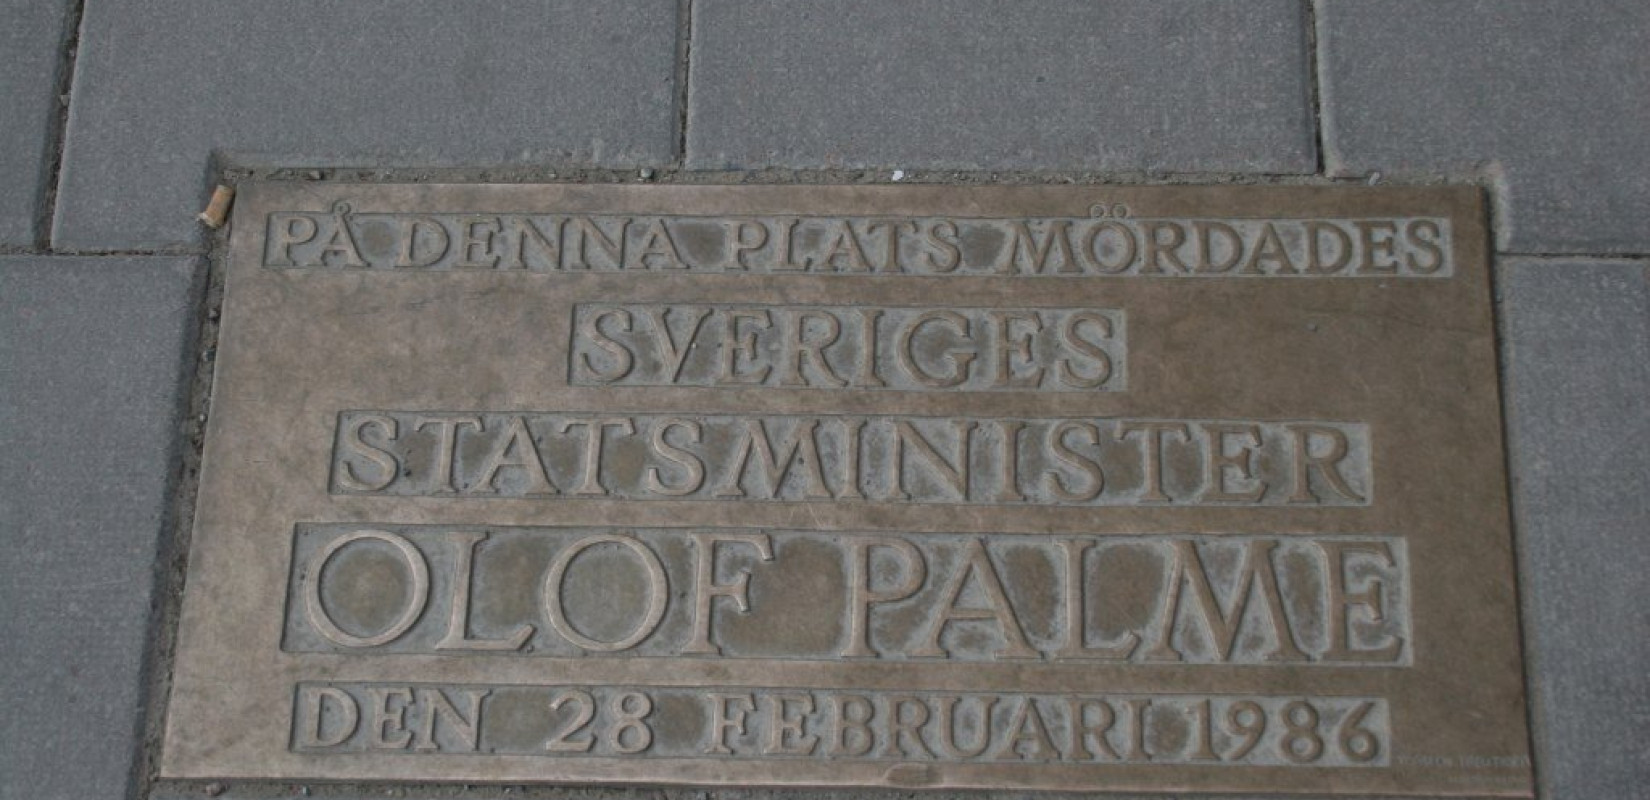 PÅ DENNA PLATS MÖRDADES
SVERIGES
STATSMINISTER
OLOF PALME
DEN 28 FEBRUARI 1986